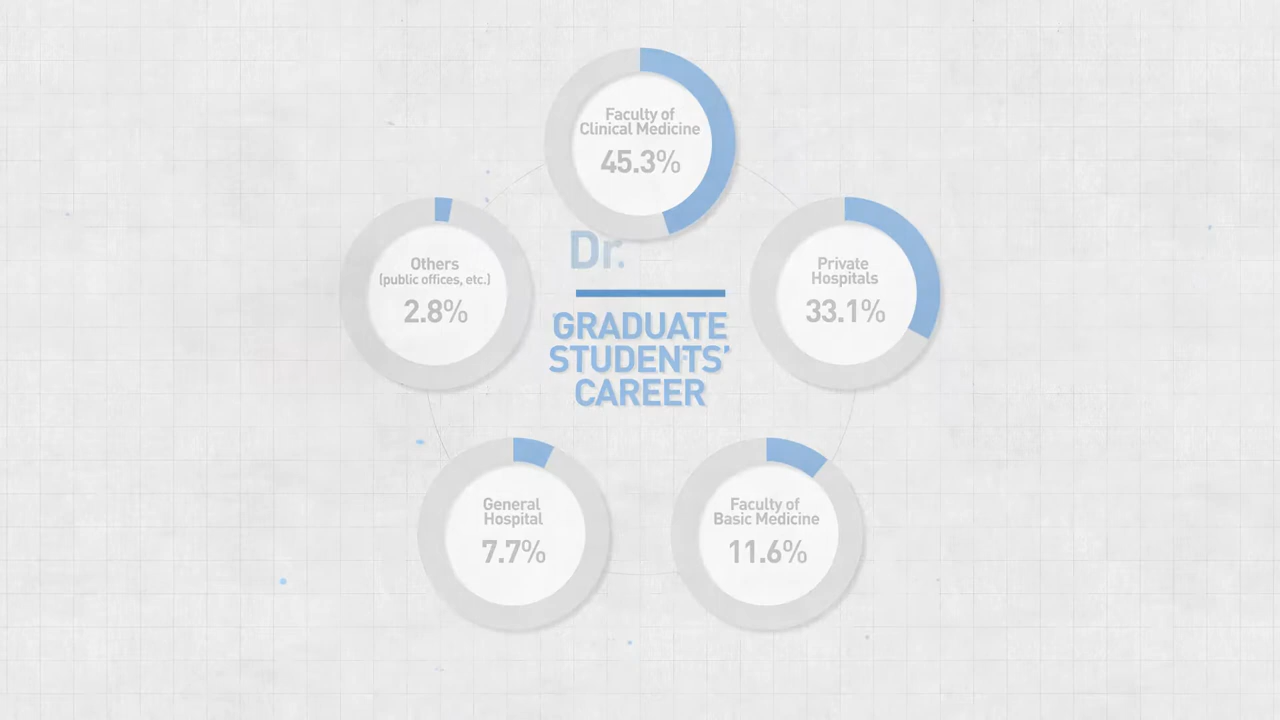 Faculty of
Clinical Medicine
45.3%
Others
(public offices, etc.)
2.8%
Dr.
GRADUATE
STUDENTS’
CAREER
Private
Hospitals
33.1%
General
Hospital
7.7%
Faculty of
Basic Medicine
11.6%